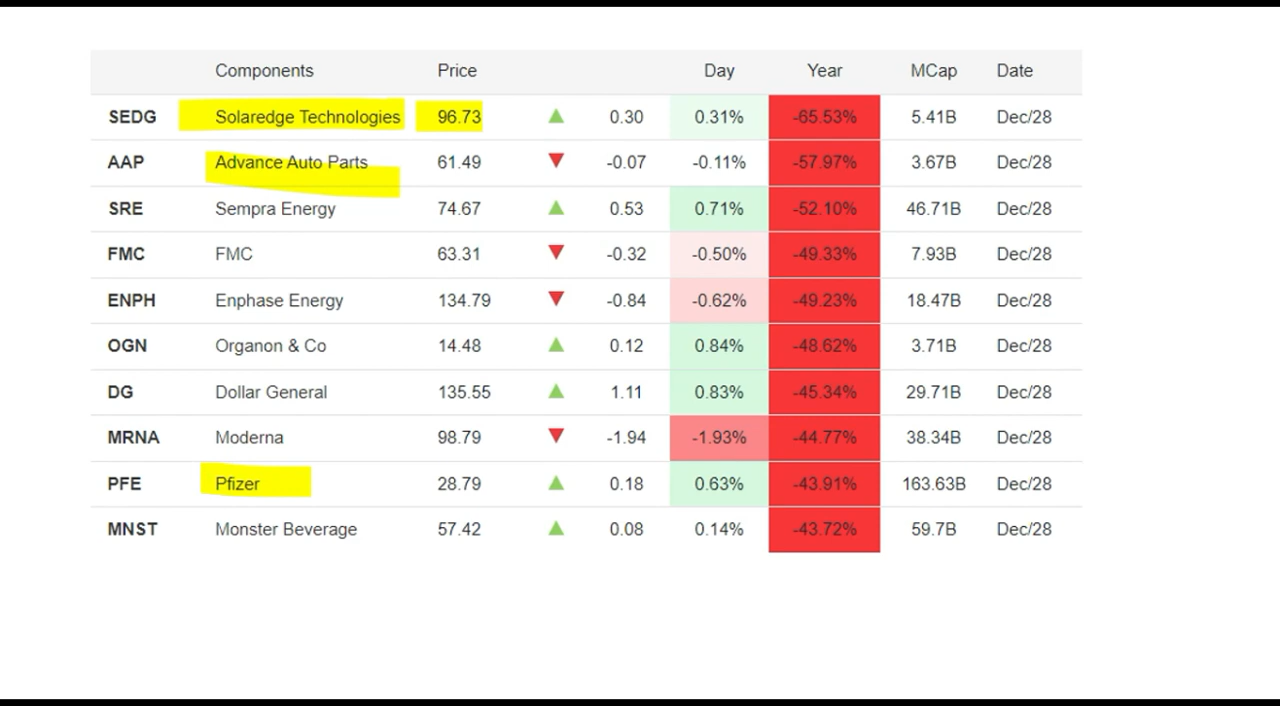 Components Price Day Year MCap Date
SEDG Solaredge Technologies 96.73 ▲ 0.30 0.31% -65.53% 5.41B Dec/28
AAP Advance Auto Parts 61.49 ▼ -0.07 -0.11% -57.97% 3.67B Dec/28
SRE Sempra Energy 74.67 ▲ 0.53 0.71% -52.10% 46.71B Dec/28
FMC FMC 63.31 ▼ -0.32 -0.50% -49.33% 7.93B Dec/28
ENPH Enphase Energy 134.79 ▼ -0.84 -0.62% -49.23% 18.47B Dec/28
OGN Organon & Co 14.48 ▲ 0.12 0.84% -48.62% 3.71B Dec/28
DG Dollar General 135.55 ▲ 1.11 0.83% -45.34% 29.71B Dec/28
MRNA Moderna 98.79 ▼ -1.94 -1.93% -44.77% 38.34B Dec/28
PFE Pfizer 28.79 ▲ 0.18 0.63% -43.91% 163.63B Dec/28
MNST Monster Beverage 57.42 ▲ 0.08 0.14% -43.72% 59.7B Dec/28